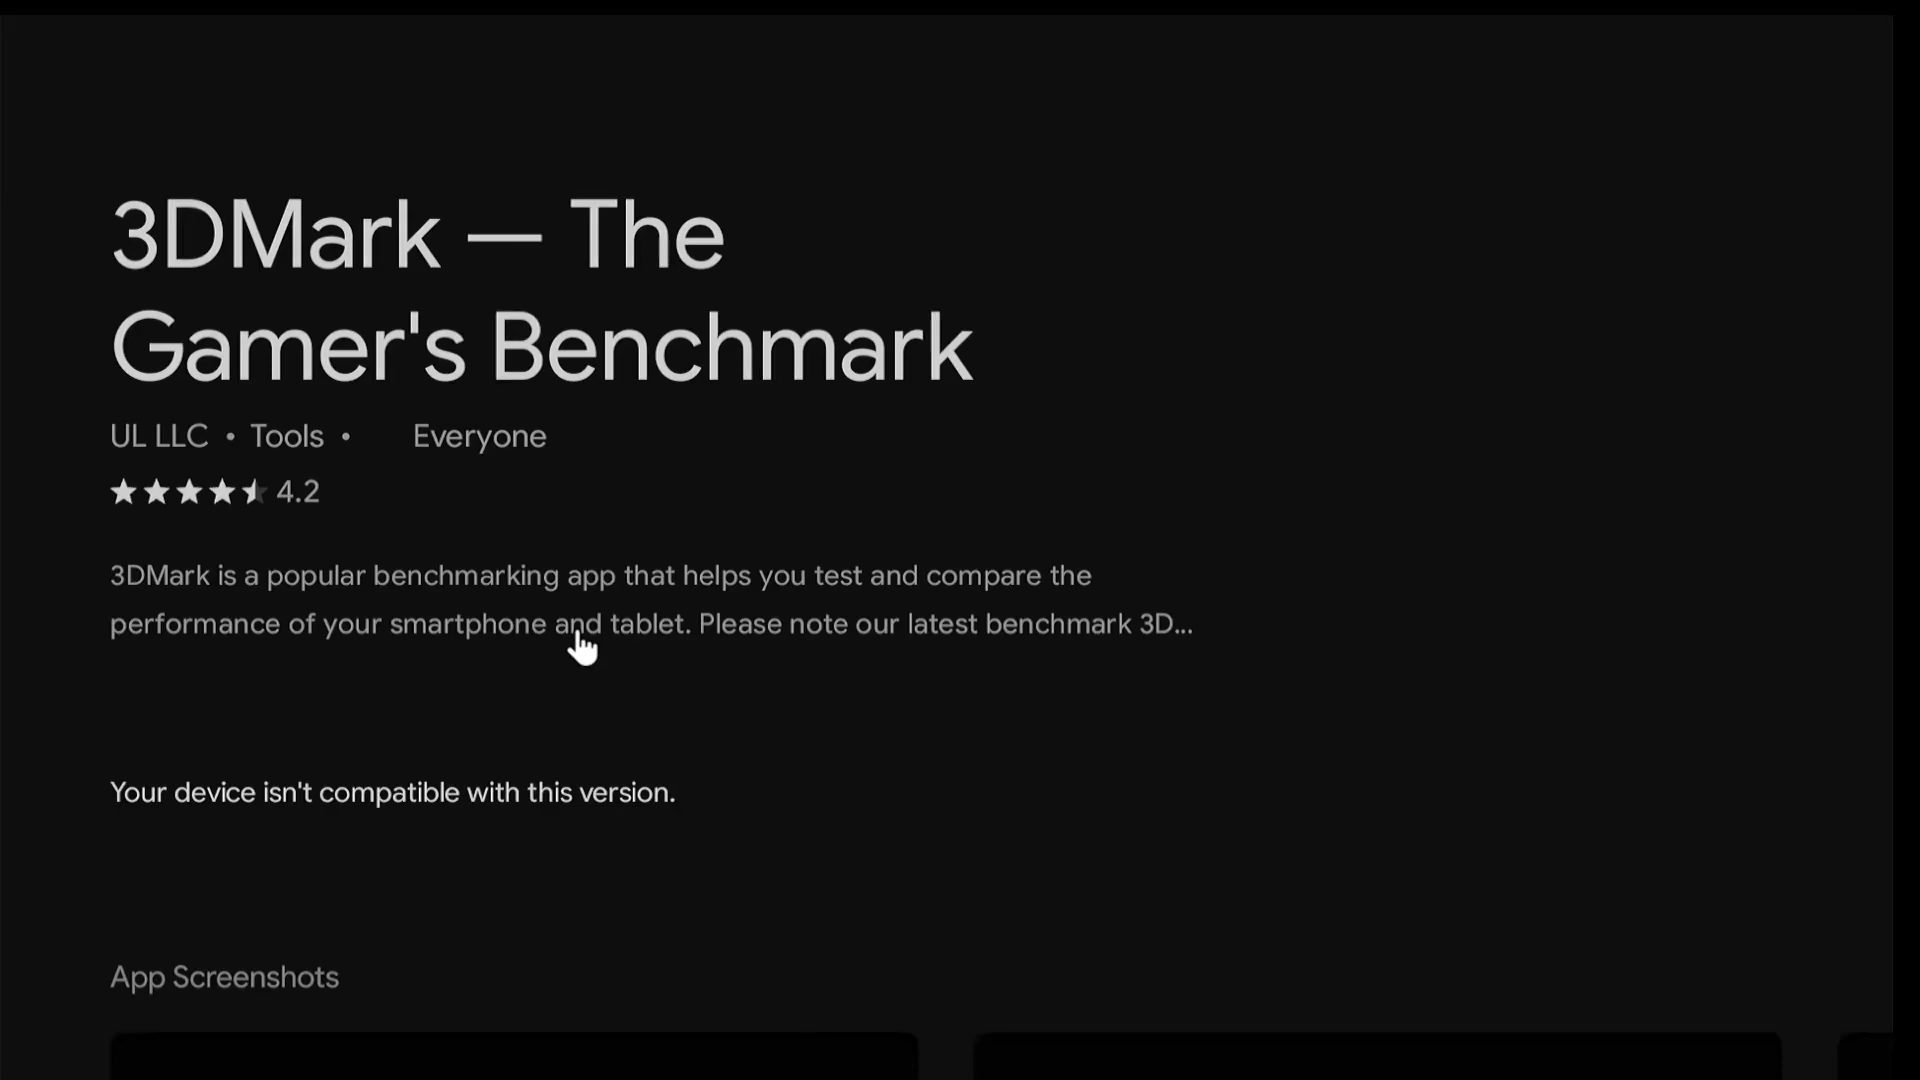 3DMark — The
Gamer's Benchmark
UL LLC • Tools • Everyone
4.2
3DMark is a popular benchmarking app that helps you test and compare the
performance of your smartphone and tablet. Please note our latest benchmark 3D...
Your device isn't compatible with this version.
App Screenshots